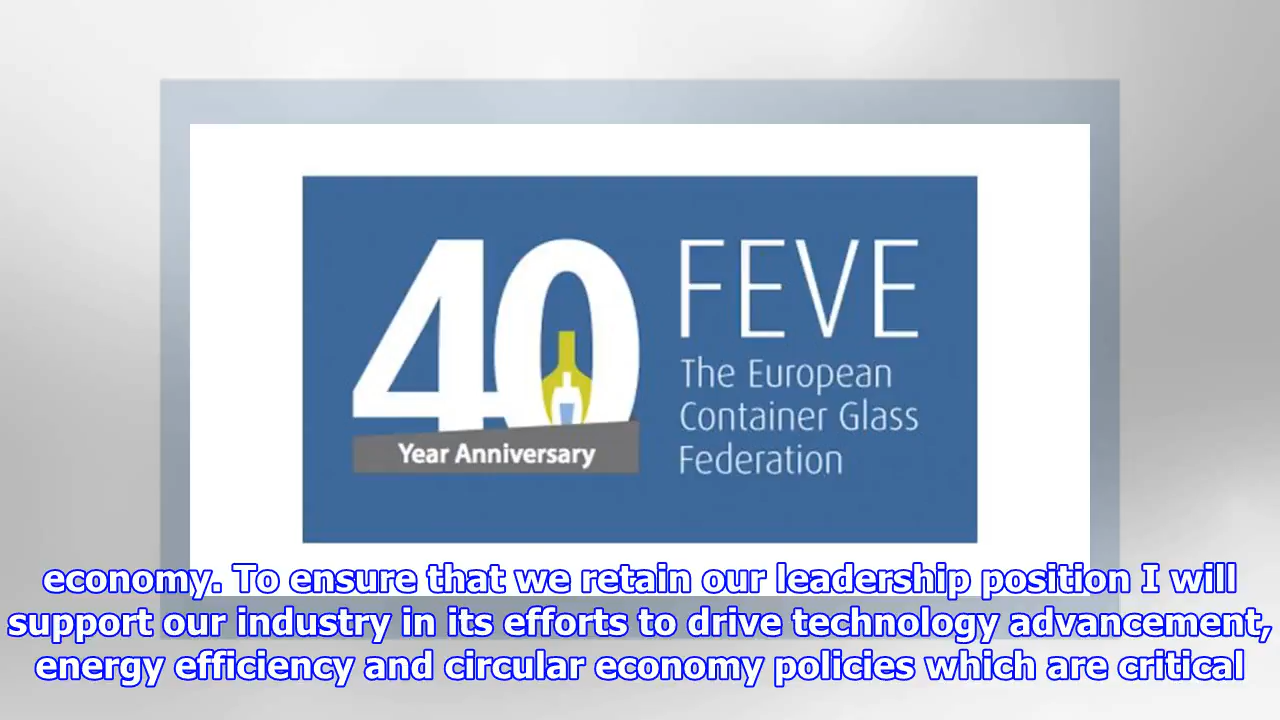 40
FEVE
The European
Container Glass
Federation
Year Anniversary
economy. To ensure that we retain our leadership position I will
support our industry in its efforts to drive technology advancement,
energy efficiency and circular economy policies which are critical